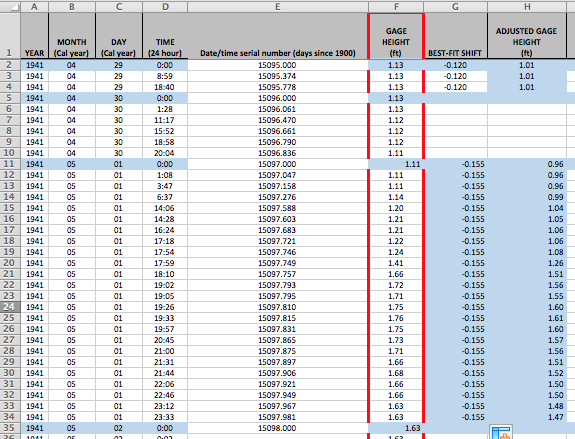 A B C D E F G H
GAGE ADJUSTED GAGE
MONTH DAY TIME HEIGHT HEIGHT
1 YEAR (Cal year) (Cal year) (24 hour) Date/time serial number (days since 1900) (ft) BEST-FIT SHIFT (ft)
2 1941 04 29 0:00 15095.000 1.13 -0.120 1.01
3 1941 04 29 8:59 15095.374 1.13 -0.120 1.01
4 1941 04 29 18:40 15095.778 1.13 -0.120 1.01
5 1941 04 30 0:00 15096.000 1.13
6 1941 04 30 1:28 15096.061 1.13
7 1941 04 30 11:17 15096.470 1.12
8 1941 04 30 15:52 15096.661 1.12
9 1941 04 30 18:58 15096.790 1.12
10 1941 04 30 20:04 15096.836 1.11
11 1941 05 01 0:00 15097.000 1.11 -0.155 0.96
12 1941 05 01 1:08 15097.047 1.11 -0.155 0.96
13 1941 05 01 3:47 15097.158 1.11 -0.155 0.96
14 1941 05 01 6:37 15097.276 1.14 -0.155 0.99
15 1941 05 01 14:06 15097.588 1.20 -0.155 1.04
16 1941 05 01 14:28 15097.603 1.21 -0.155 1.05
17 1941 05 01 16:24 15097.683 1.21 -0.155 1.06
18 1941 05 01 17:18 15097.721 1.22 -0.155 1.06
19 1941 05 01 17:54 15097.746 1.24 -0.155 1.08
20 1941 05 01 17:59 15097.749 1.41 -0.155 1.26
21 1941 05 01 18:10 15097.757 1.66 -0.155 1.51
22 1941 05 01 19:02 15097.793 1.72 -0.155 1.56
23 1941 05 01 19:05 15097.795 1.71 -0.155 1.55
24 1941 05 01 19:26 15097.810 1.75 -0.155 1.60
25 1941 05 01 19:33 15097.815 1.76 -0.155 1.61
26 1941 05 01 19:57 15097.831 1.75 -0.155 1.60
27 1941 05 01 20:45 15097.865 1.73 -0.155 1.57
28 1941 05 01 21:00 15097.875 1.71 -0.155 1.56
29 1941 05 01 21:31 15097.897 1.66 -0.155 1.51
30 1941 05 01 21:44 15097.906 1.68 -0.155 1.52
31 1941 05 01 22:06 15097.921 1.66 -0.155 1.50
32 1941 05 01 22:46 15097.949 1.66 -0.155 1.50
33 1941 05 01 23:12 15097.967 1.63 -0.155 1.48
34 1941 05 01 23:33 15097.981 1.63 -0.155 1.47
35 1941 05 02 0:00 15098.000 1.63